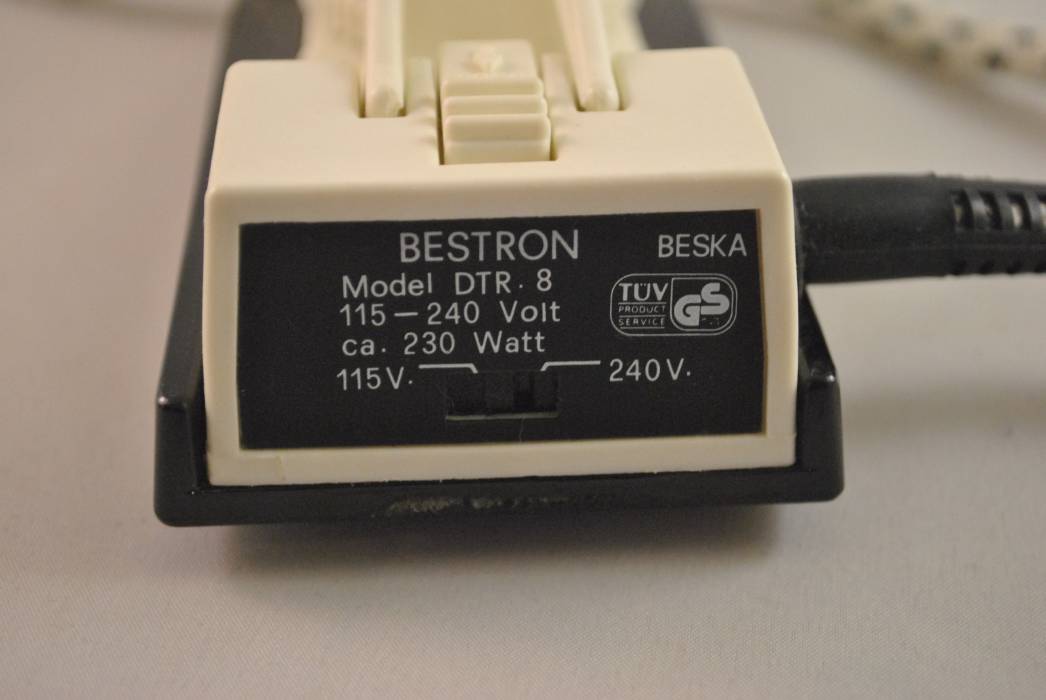 BESTRON BESKA
Model DTR. 8
115 — 240 Volt
ca. 230 Watt
115V. 240V.
TÜV
PRODUCT
SERVICE
GS